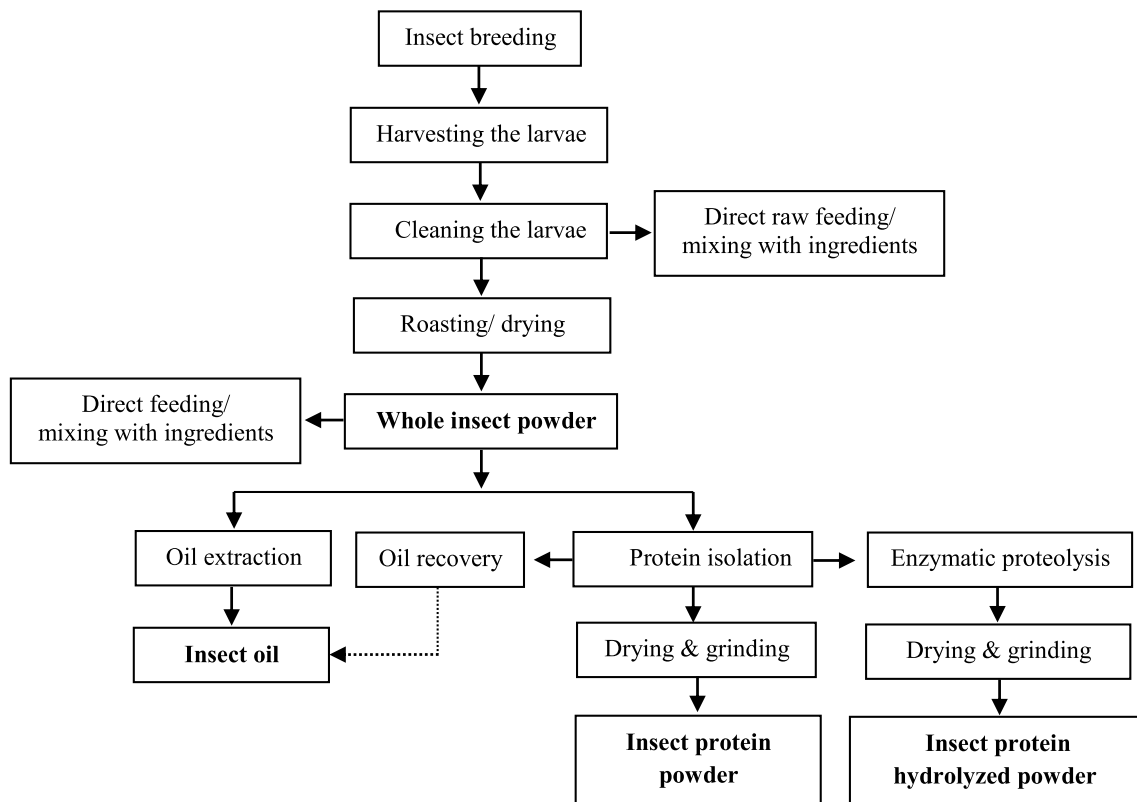 Insect breeding
Harvesting the larvae
Cleaning the larvae
Direct raw feeding/
mixing with ingredients
Roasting/ drying
Direct feeding/
mixing with ingredients
Whole insect powder
Oil extraction
Oil recovery
Protein isolation
Enzymatic proteolysis
Insect oil
Drying & grinding
Drying & grinding
Insect protein
powder
Insect protein
hydrolyzed powder